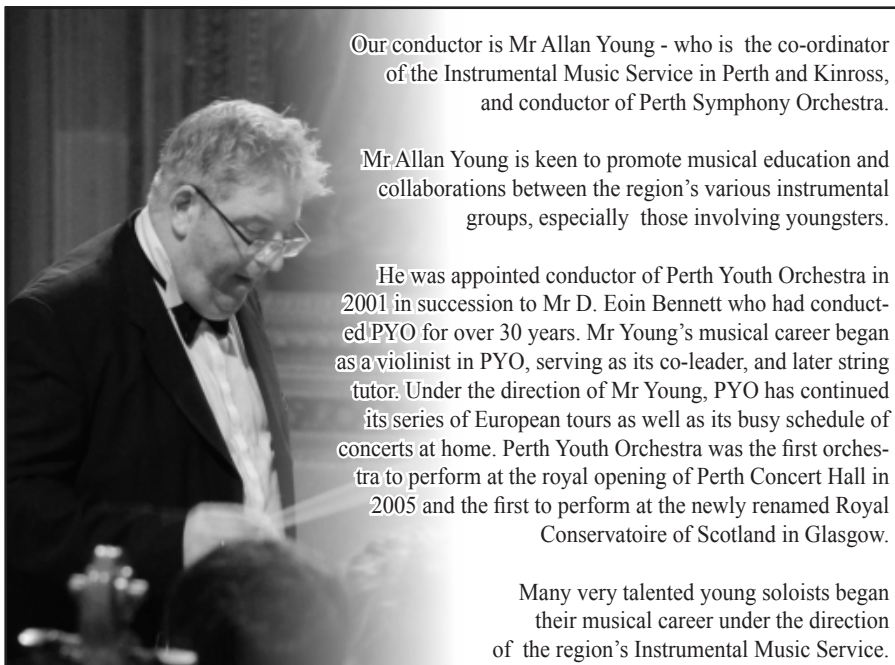 Our conductor is Mr Allan Young - who is the co-ordinator
of the Instrumental Music Service in Perth and Kinross,
and conductor of Perth Symphony Orchestra.
Mr Allan Young is keen to promote musical education and
collaborations between the region's various instrumental
groups, especially those involving youngsters.
He was appointed conductor of Perth Youth Orchestra in
2001 in succession to Mr D. Eoin Bennett who had conduct-
ed PYO for over 30 years. Mr Young's musical career began
as a violinist in PYO, serving as its co-leader, and later string
tutor. Under the direction of Mr Young, PYO has continued
its series of European tours as well as its busy schedule of
concerts at home. Perth Youth Orchestra was the first orches-
tra to perform at the royal opening of Perth Concert Hall in
2005 and the first to perform at the newly renamed Royal
Conservatoire of Scotland in Glasgow.
Many very talented young soloists began
their musical career under the direction
of the region's Instrumental Music Service.